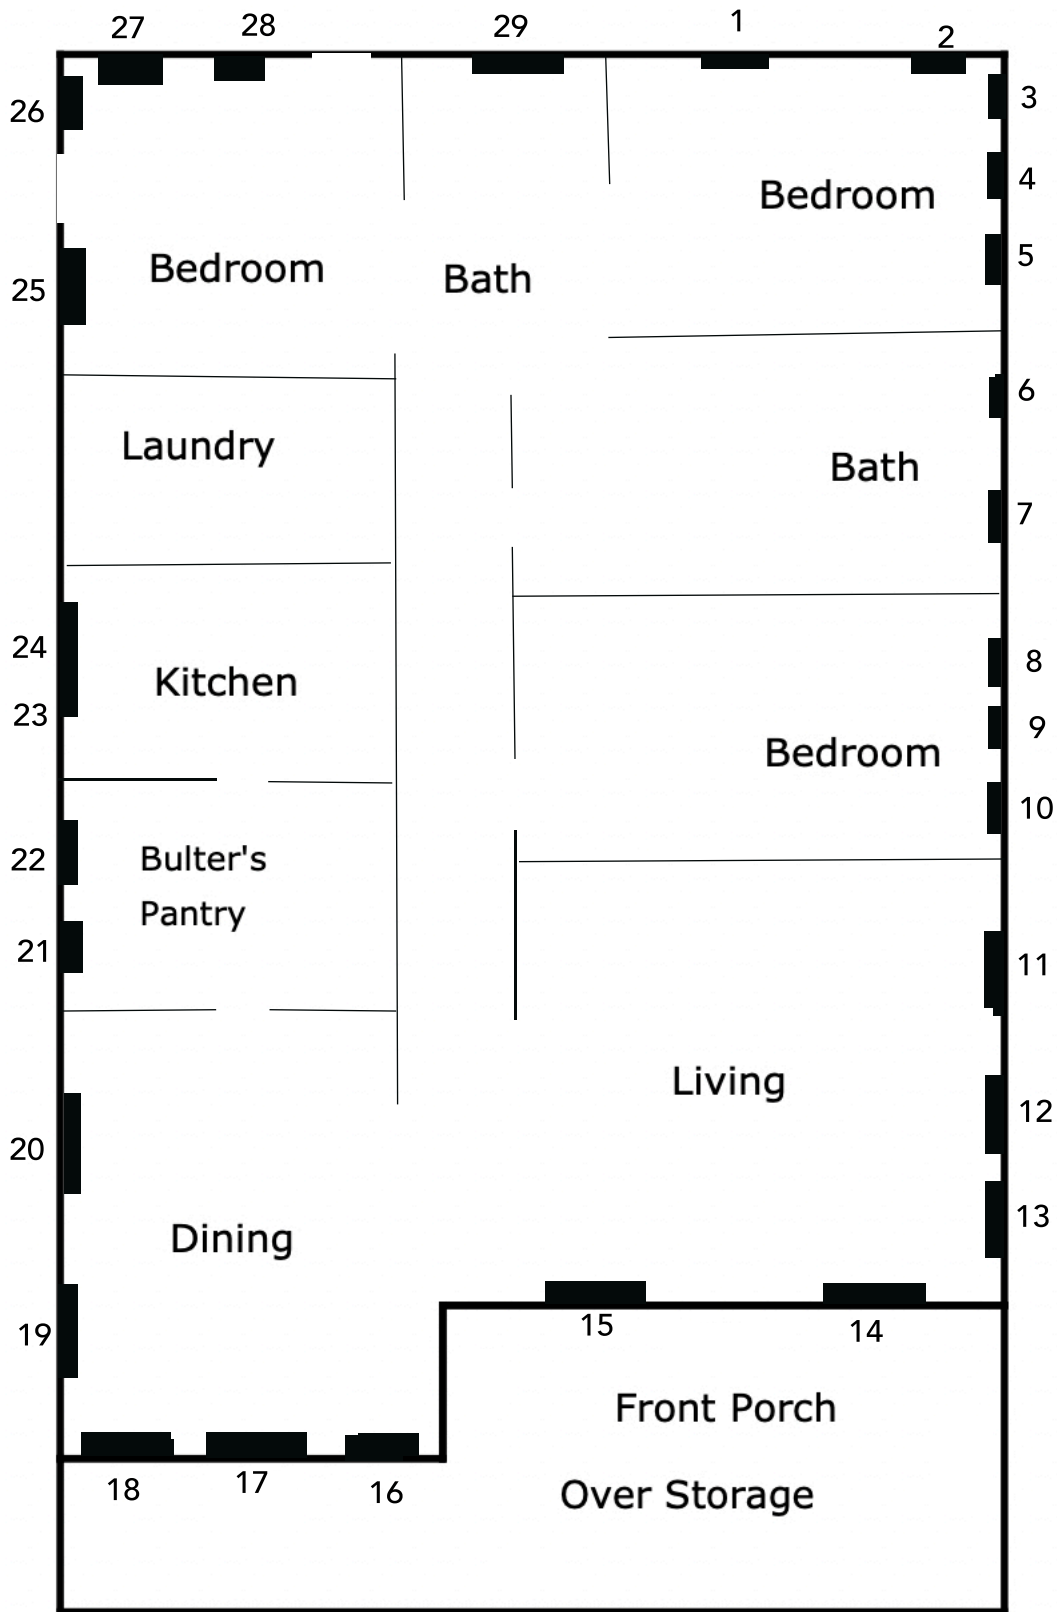 27 28 29 1 2
26 3
4
Bedroom
5
Bedroom Bath
25
6
Laundry
Bath
7
24 8
Kitchen
23 9
Bedroom
10
22 Bulter's
Pantry
21 11
Living
12
20
13
Dining
19 15 14
Front Porch
18 17 16
Over Storage